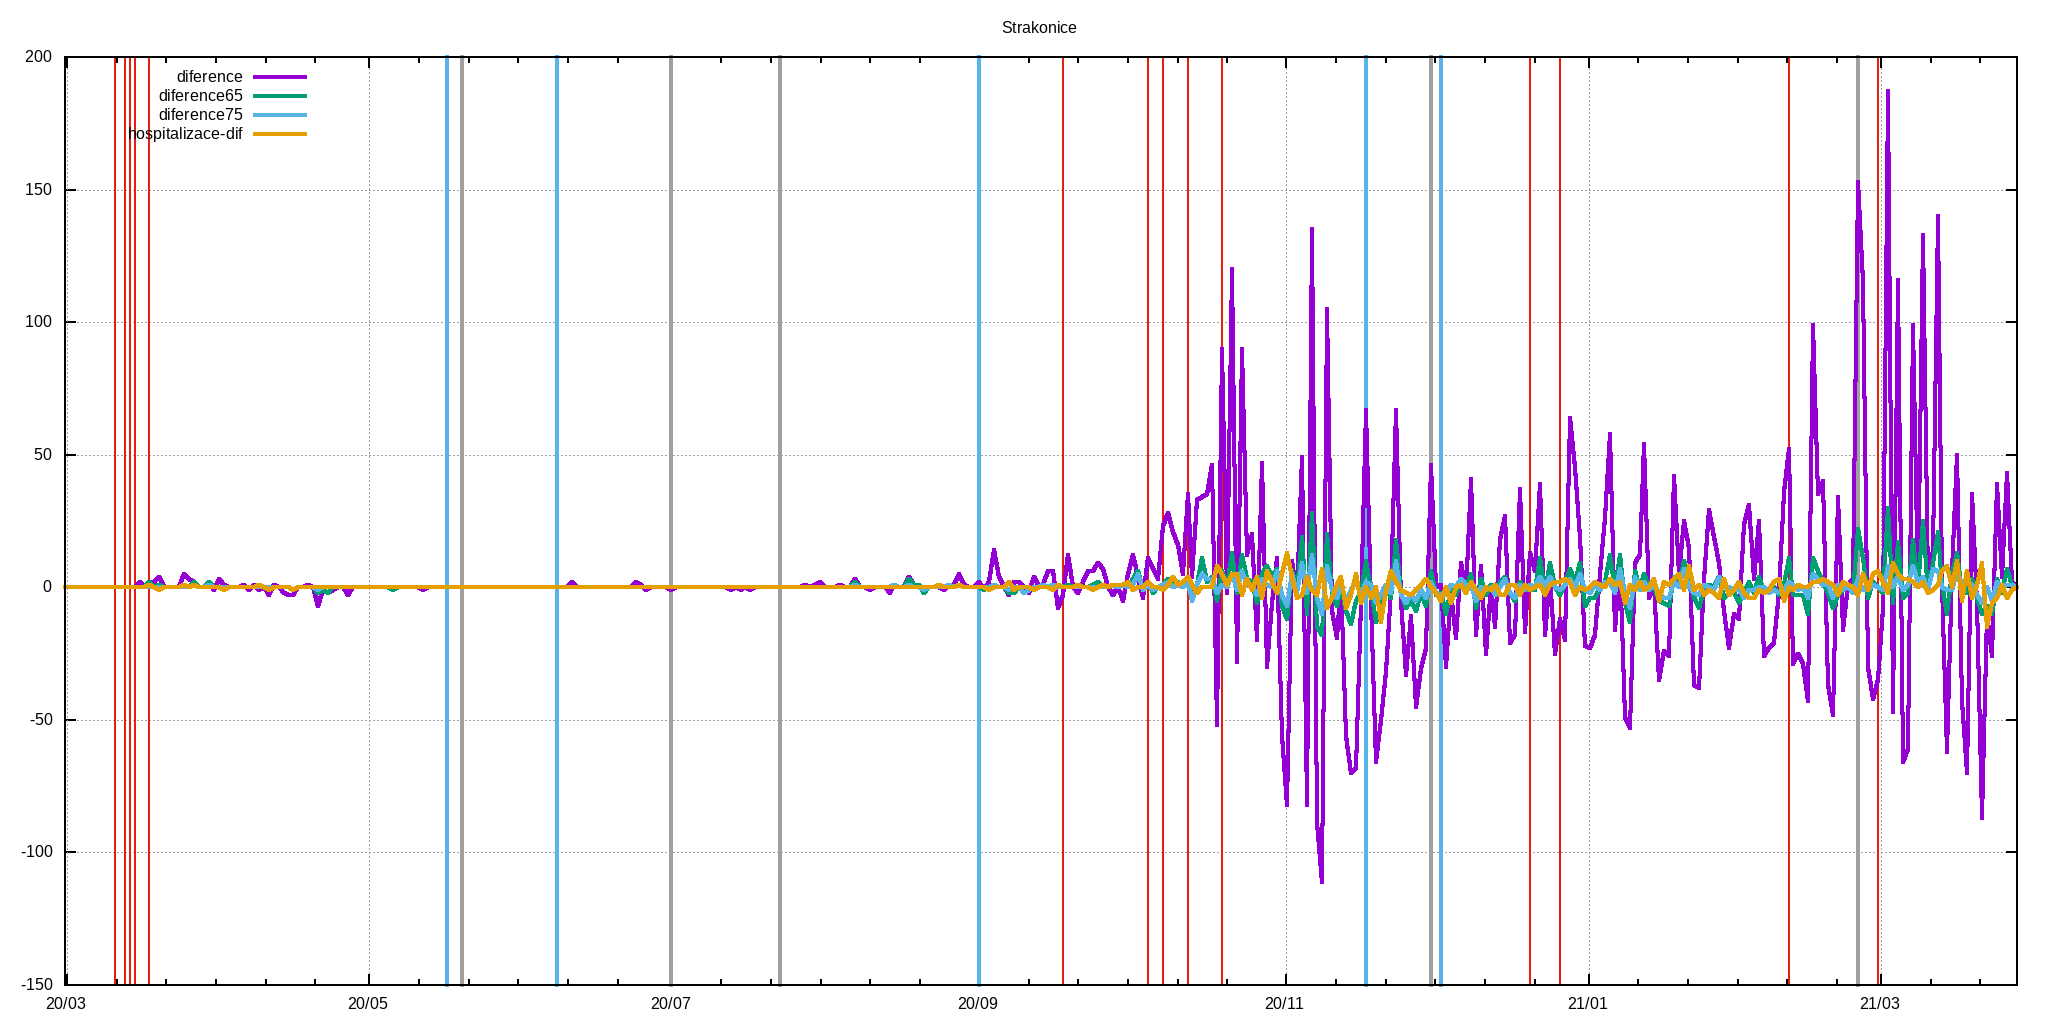 Strakonice
200
150
100
50
0
-50
-100
-150
diference
diference65
diference75
hospitalizace-dif
20/03 20/05 20/07 20/09 20/11 21/01 21/03